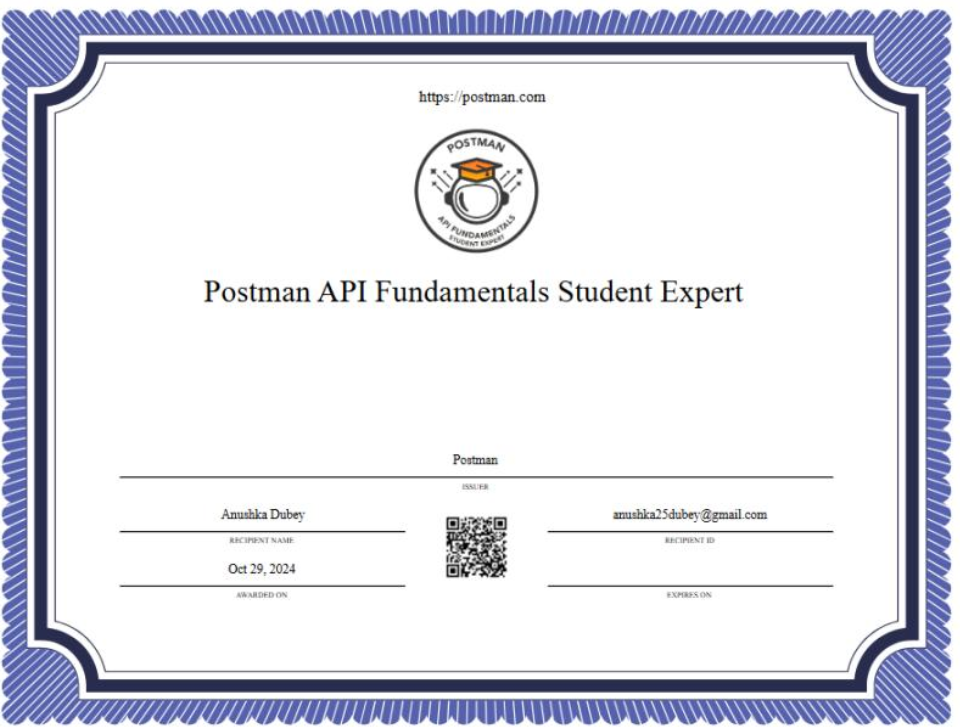 https://postman.com
POSTMAN
API FUNDAMENTALS
STUDENT EXPERT
Postman API Fundamentals Student Expert
Postman
ISSUER
Anushka Dubey
RECIPIENT NAME
anushka25dubey@gmail.com
RECIPIENT ID
Oct 29, 2024
AWARDED ON
EXPIRES ON